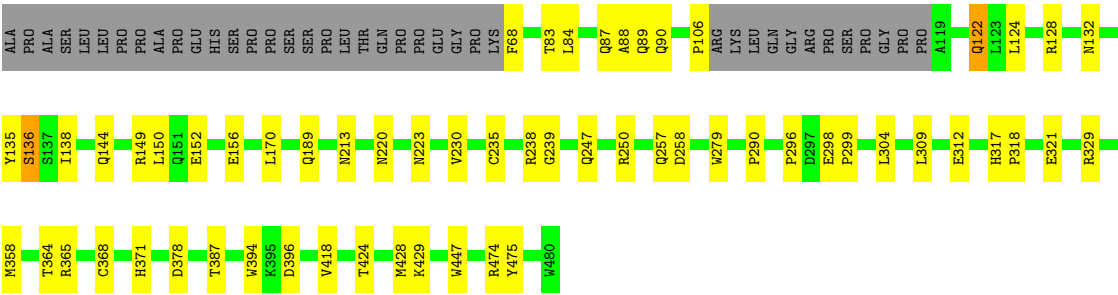 ALA PRO ALA SER LEU LEU PRO PRO ALA PRO GLU HIS SER PRO PRO SER SER PRO LEU THR GLN PRO PRO GLU GLY PRO CYS LYS F68 T83 L84 Q87 A88 Q89 Q90 P106 ARG LYS LEU GLN GLY ARG PRO SER PRO GLY PRO PRO A119 Q122 L123 L124 R128 N132
Y135 S136 S137 I138 Q144 R149 L150 Q151 E152 E156 L170 Q189 N213 N220 N223 V230 C235 R238 G239 Q247 R250 Q257 D258 W279 P290 P296 D297 E298 P299 L304 L309 E312 H317 P318 E321 R329
M358 T364 R365 C368 H371 D378 T387 W394 K395 D396 V418 T424 M428 K429 W447 R474 Y475 W480